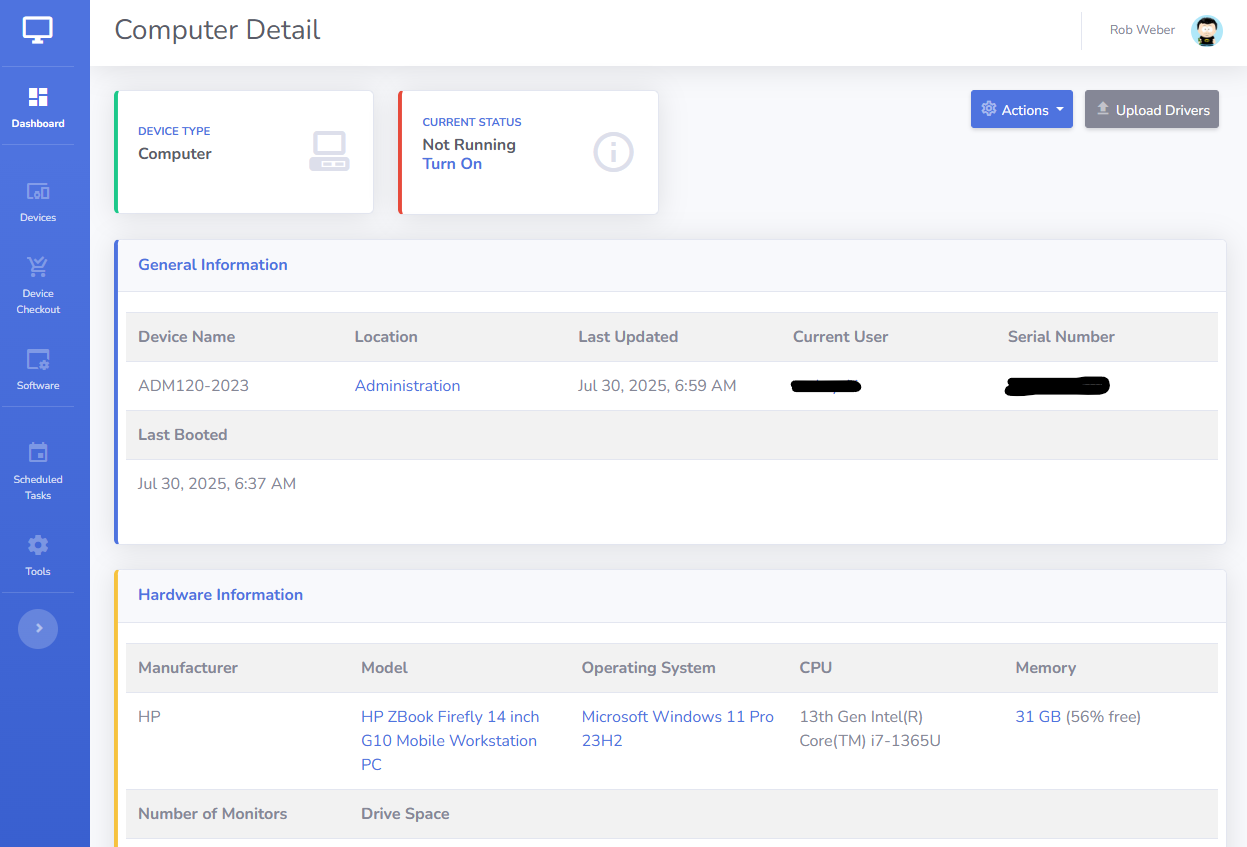 Computer Detail
Rob Weber
Dashboard
Devices
Device
Checkout
Software
Scheduled
Tasks
Tools
DEVICE TYPE
Computer
CURRENT STATUS
Not Running
Turn On
Actions
Upload Drivers
General Information
Device Name Location Last Updated Current User Serial Number
ADM120-2023 Administration Jul 30, 2025, 6:59 AM
Last Booted
Jul 30, 2025, 6:37 AM
Hardware Information
Manufacturer Model Operating System CPU Memory
HP HP ZBook Firefly 14 inch Microsoft Windows 11 Pro 13th Gen Intel(R) 31 GB (56% free)
G10 Mobile Workstation 23H2 Core(TM) i7-1365U
PC
Number of Monitors Drive Space